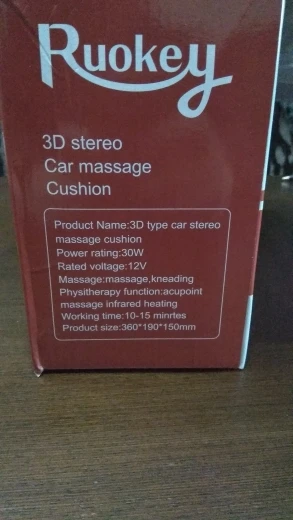 Ruokey
3D stereo
Car massage
Cushion
Product Name:3D type car stereo
massage cushion
Power rating:30W
Rated voltage:12V
Massage:massage,kneading
Physitherapy function:acupoint
massage infrared heating
Working time:10-15 minrtes
Product size:360*190*150mm